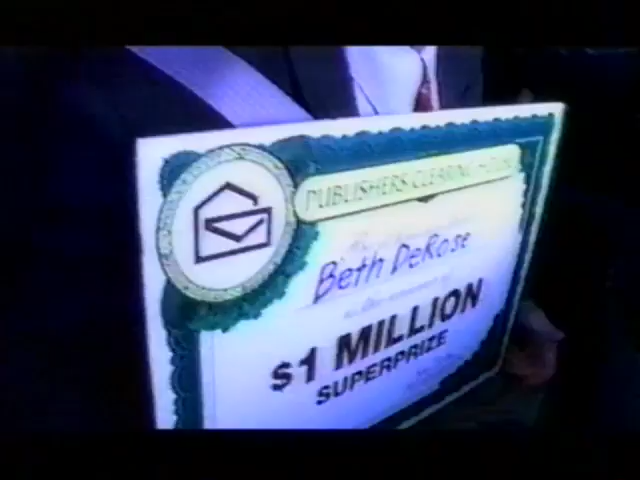 PUBLISHERS CLEARING HOUSE
Beth DeRose
$1 MILLION
SUPERPRIZE